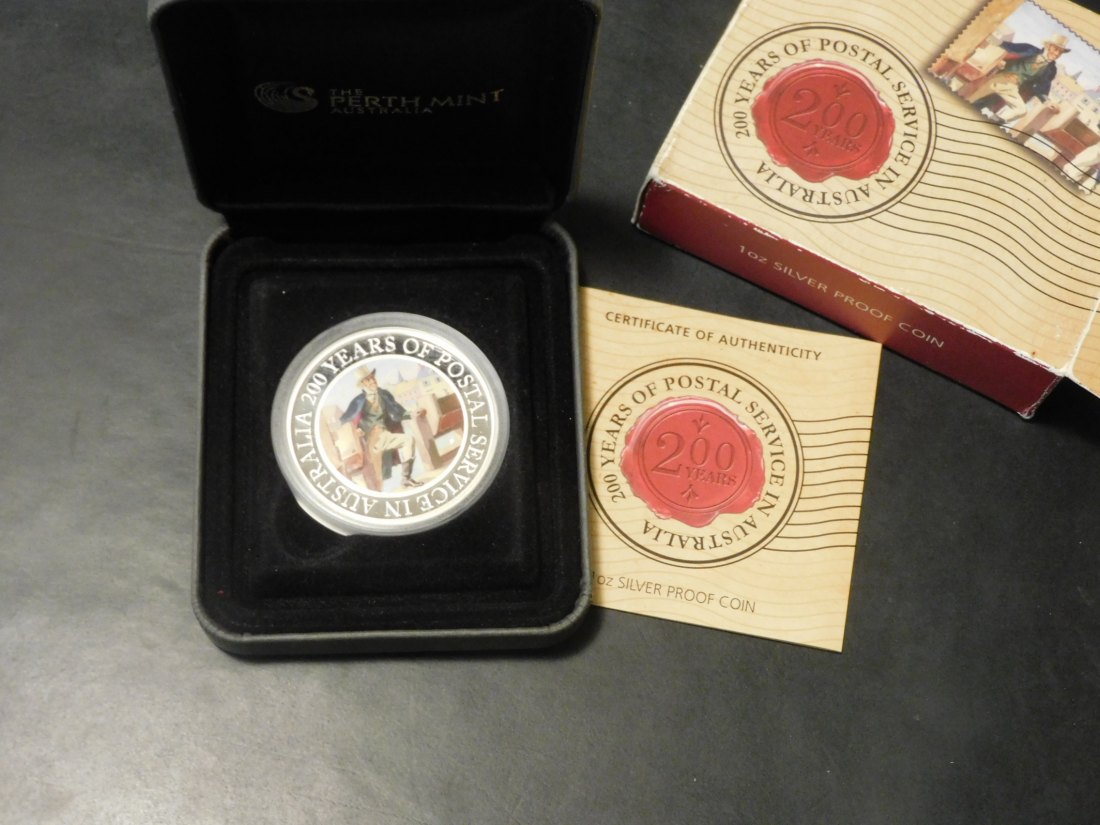 THE
PERTH MINT
AUSTRALIA
200 YEARS OF POSTAL SERVICE IN AUSTRALIA
200 YEARS OF POSTAL SERVICE IN AUSTRALIA
200
YEARS
1oz SILVER PROOF COIN
CERTIFICATE OF AUTHENTICITY
200 YEARS OF POSTAL SERVICE IN AUSTRALIA
200
YEARS
1oz SILVER PROOF COIN